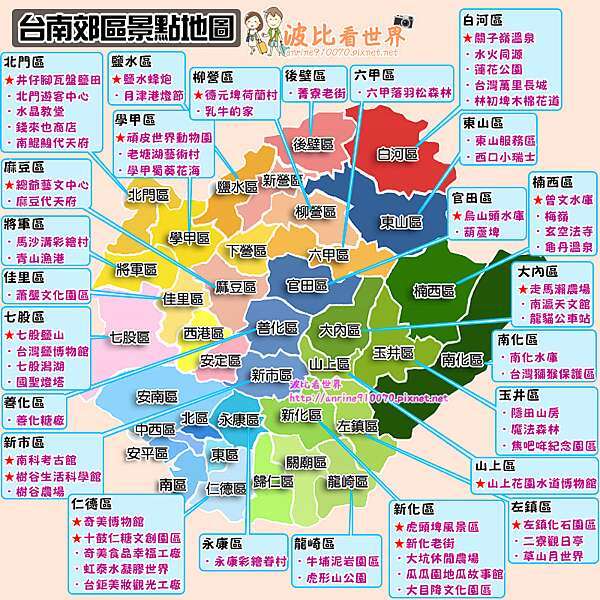 台南郊區景點地圖
波比看世界
anrine910070.pixnet.net
北門區
★井仔腳瓦盤鹽田
・北門遊客中心
・水晶教堂
・錢來也商店
・南鯤鯓代天府
鹽水區
★鹽水蜂炮
・月津港燈節
學甲區
★頑皮世界動物園
・老塘湖藝術村
・學甲蜀葵花海
柳營區
★德元埤荷蘭村
・乳牛的家
後壁區
・菁寮老街
六甲區
・六甲落羽松森林
白河區
★關子嶺溫泉
・水火同源
・蓮花公園
・台灣萬里長城
・林初埤木棉花道
東山區
・東山服務區
・西口小瑞士
麻豆區
★總爺藝文中心
・麻豆代天府
將軍區
・馬沙溝彩繪村
・青山漁港
佳里區
・蕭壟文化園區
七股區
★七股鹽山
・台灣鹽博物館
・七股潟湖
・國聖燈塔
善化區
・善化糖廠
新市區
★南科考古館
★樹谷生活科學館
・樹谷農場
官田區
★烏山頭水庫
・葫蘆埤
楠西區
★曾文水庫
・梅嶺
・玄空法寺
・龜丹溫泉
大內區
★走馬瀨農場
・南瀛天文館
・龍貓公車站
南化區
・南化水庫
・台灣獼猴保護區
玉井區
・隱田山房
・魔法森林
・焦吧哖紀念園區
山上區
★山上花園水道博物館
左鎮區
★左鎮化石園區
・二寮觀日亭
・草山月世界
仁德區
★奇美博物館
★十鼓仁糖文創園區
・奇美食品幸福工廠
・虹泰水凝膠世界
・台鉅美妝觀光工廠
永康區
・永康彩繪眷村
龍崎區
・牛埔泥岩園區
・虎形山公園
新化區
★虎頭埤風景區
★新化老街
・大坑休閒農場
・瓜瓜園地瓜故事館
・大目降文化園區
後壁區
白河區
北門區
鹽水區
新營區
柳營區
東山區
學甲區
下營區
六甲區
將軍區
佳里區
麻豆區
官田區
楠西區
七股區
西港區
善化區
大內區
安定區
山上區
玉井區
南化區
新市區
波比看世界
http://anrine910070.pixnet.net
安南區
中西區
北區
永康區
新化區
左鎮區
安平區
東區
關廟區
南區
仁德區
歸仁區
龍崎區